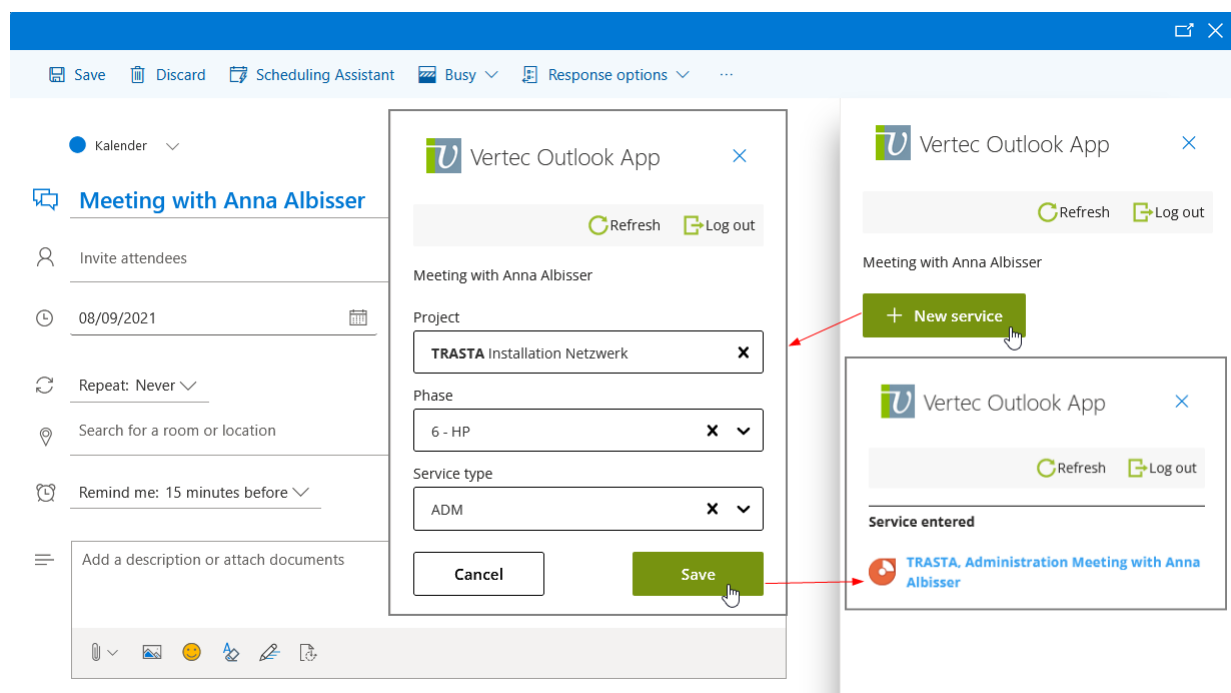 Save
Discard
Scheduling Assistant
Busy
Response options
...
Kalender
Meeting with Anna Albisser
Invite attendees
08/09/2021
Repeat: Never
Search for a room or location
Remind me: 15 minutes before
Add a description or attach documents
Vertec Outlook App
Refresh
Log out
Meeting with Anna Albisser
Project
TRASTA Installation Netzwerk
Phase
6 - HP
Service type
ADM
Cancel
Save
Vertec Outlook App
Refresh
Log out
Meeting with Anna Albisser
+ New service
Vertec Outlook App
Refresh
Log out
Service entered
TRASTA, Administration Meeting with Anna
Albisser